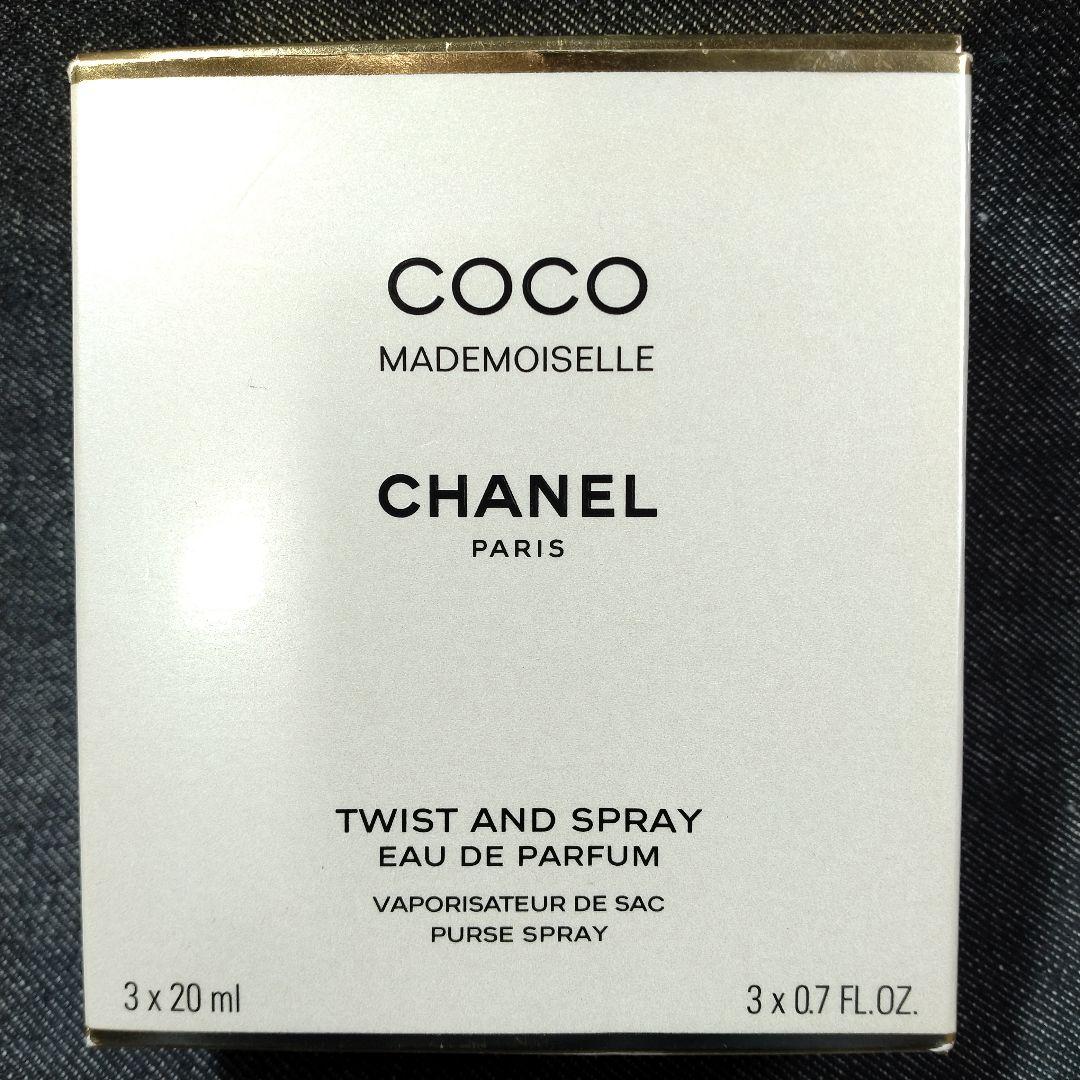 COCO
MADEMOISELLE
CHANEL
PARIS
TWIST AND SPRAY
EAU DE PARFUM
VAPORISATEUR DE SAC
PURSE SPRAY
3 x 20 ml
3 x 0.7 FL.OZ.